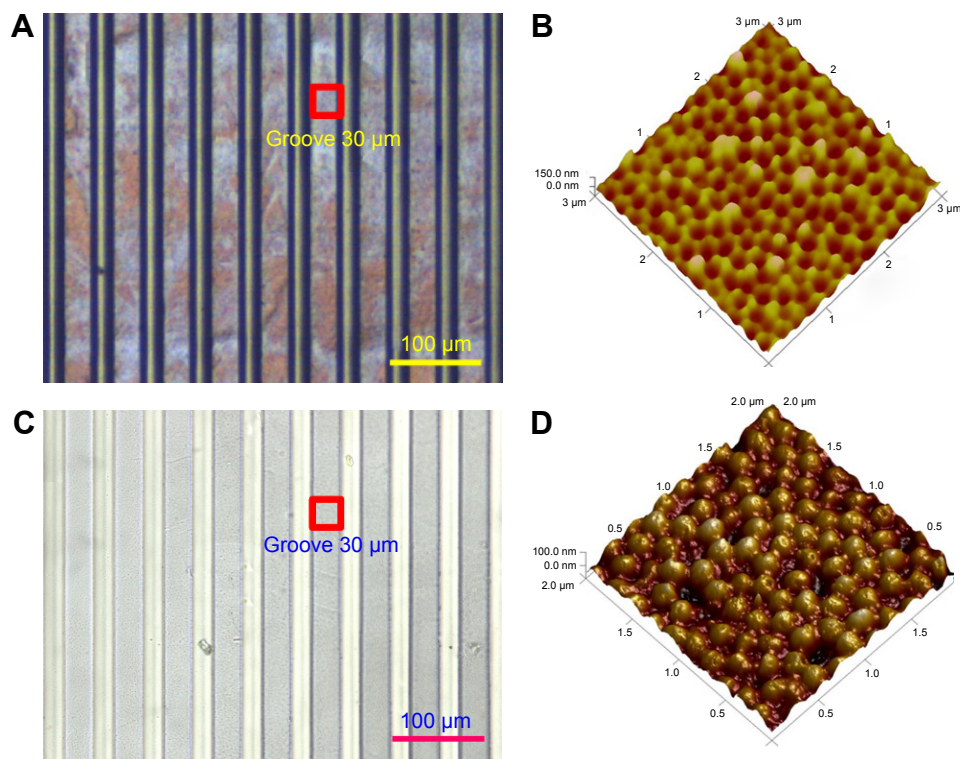 A
Groove 30 µm
100 µm
B
3 µm 3 µm
2 2
1 1
150.0 nm
0.0 nm
3 µm 3 µm
2 2
1 1
C
Groove 30 µm
100 µm
D
2.0 µm 2.0 µm
1.5 1.5
1.0 1.0
0.5 0.5
100.0 nm
0.0 nm
2.0 µm
1.5 1.5
1.0 1.0
0.5 0.5